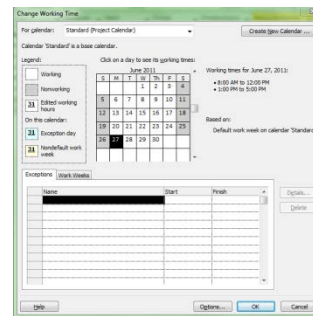 Change Working Time
For calendar: Standard (Project Calendar) Create New Calendar ...
Calendar 'Standard' is a base calendar.
Legend: Click on a day to see its working times: Working times for June 27, 2011:
Working
Nonworking
31 Edited working hours
On this calendar:
31 Exception day
31 Nondefault work week
June 2011
S M T W Th F S
1 2 3 4
5 6 7 8 9 10 11
12 13 14 15 16 17 18
19 20 21 22 23 24 25
26 27 28 29 30
• 8:00 AM to 12:00 PM
• 1:00 PM to 5:00 PM
Based on:
Default work week on calendar 'Standard
Exceptions Work Weeks
Name Start Finish
Details...
Delete
Help Options... OK Cancel